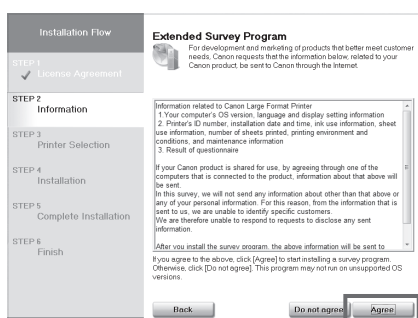 Installation Flow
STEP 1
License Agreement
STEP 2
Information
STEP 3
Printer Selection
STEP 4
Installation
STEP 5
Complete Installation
STEP 6
Finish
Extended Survey Program
For development and marketing of products that better meet customer
needs, Canon requests that the information below, related to your
Canon product, be sent to Canon through the Internet.
Information related to Canon Large Format Printer
1.Your computer's OS version, language and display setting information
2. Printer's ID number, installation date and time, ink use information, sheet
use information, number of sheets printed, printing environment and
conditions, and maintenance information
3. Result of questionnaire
If your Canon product is shared for use, by agreeing through one of the
computers that is connected to the product, information about that above will
be sent.
In this survey, we will not send any information about other than that above or
any of your personal information. For this reason, from the information that is
sent to us, we are unable to identify specific customers.
We are therefore unable to respond to requests to disclose any sent
information.
After you install the survey program, the above information will be sent to
If you agree to the above, click [Agree] to start installing a survey program.
Otherwise, click [Do not agree]. This program may not run on unsupported OS
versions.
Back
Do not agree
Agree